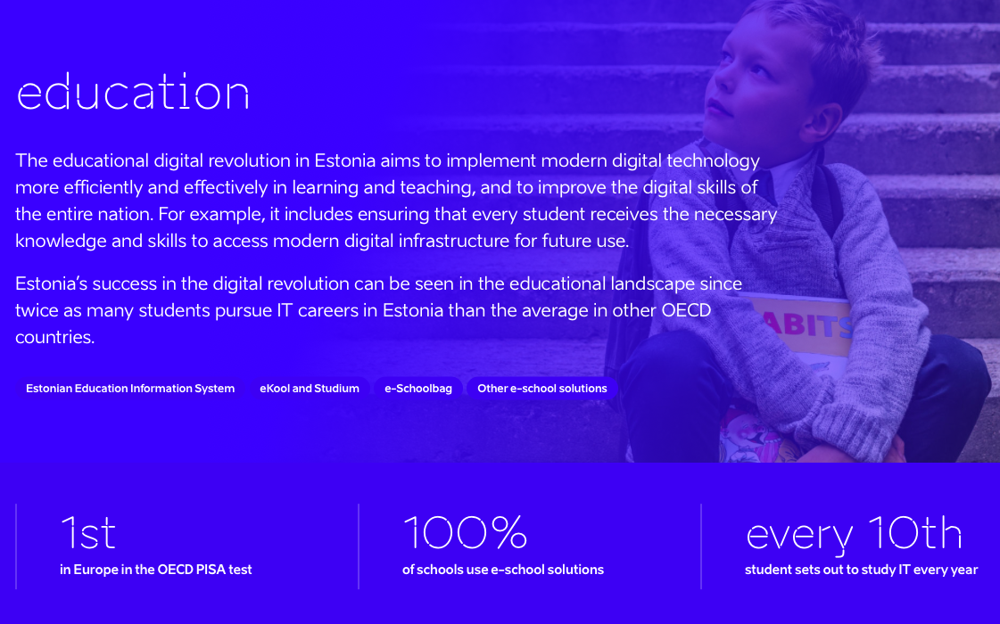 education
The educational digital revolution in Estonia aims to implement modern digital technology
more efficiently and effectively in learning and teaching, and to improve the digital skills of
the entire nation. For example, it includes ensuring that every student receives the necessary
knowledge and skills to access modern digital infrastructure for future use.
Estonia’s success in the digital revolution can be seen in the educational landscape since
twice as many students pursue IT careers in Estonia than the average in other OECD
countries.
ABITS
Estonian Education Information System eKool and Studium e-Schoolbag Other e-school solutions
1st
in Europe in the OECD PISA test
100%
of schools use e-school solutions
every 10th
student sets out to study IT every year